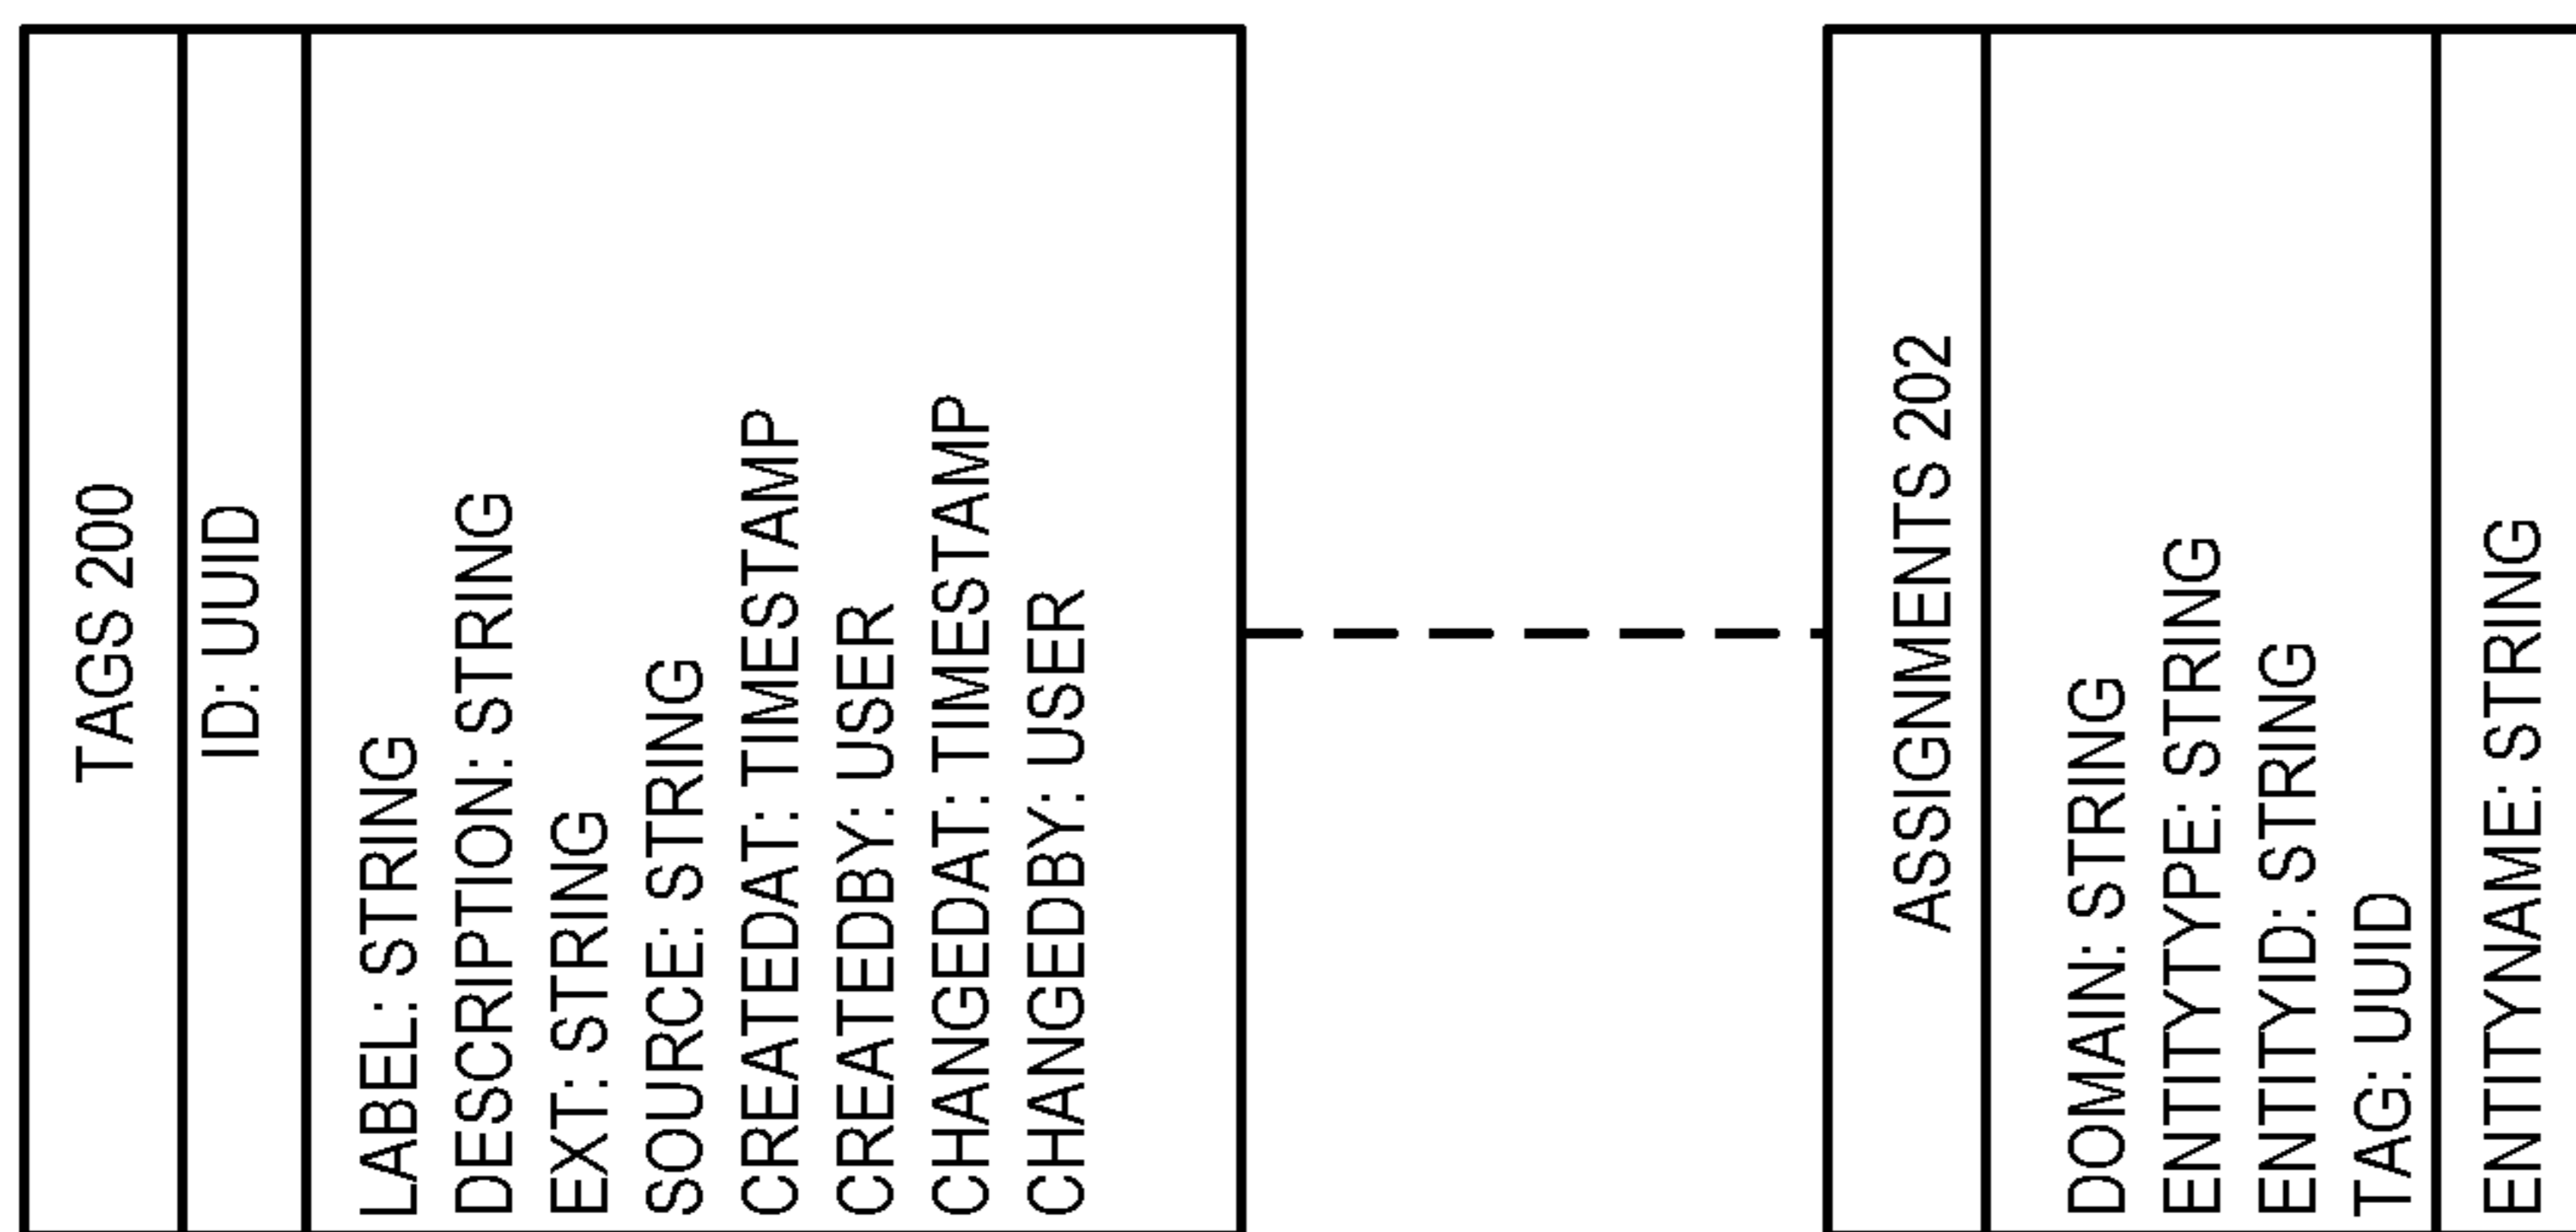 TAGS 200
ID: UUID
LABEL: STRING
DESCRIPTION: STRING
EXT: STRING
SOURCE: STRING
CREATEDAT: TIMESTAMP
CREATEDBY: USER
CHANGEDAT: TIMESTAMP
CHANGEDBY: USER
ASSIGNMENTS 202
DOMAIN: STRING
ENTITYTYPE: STRING
ENTITYID: STRING
TAG: UUID
ENTITYNAME: STRING